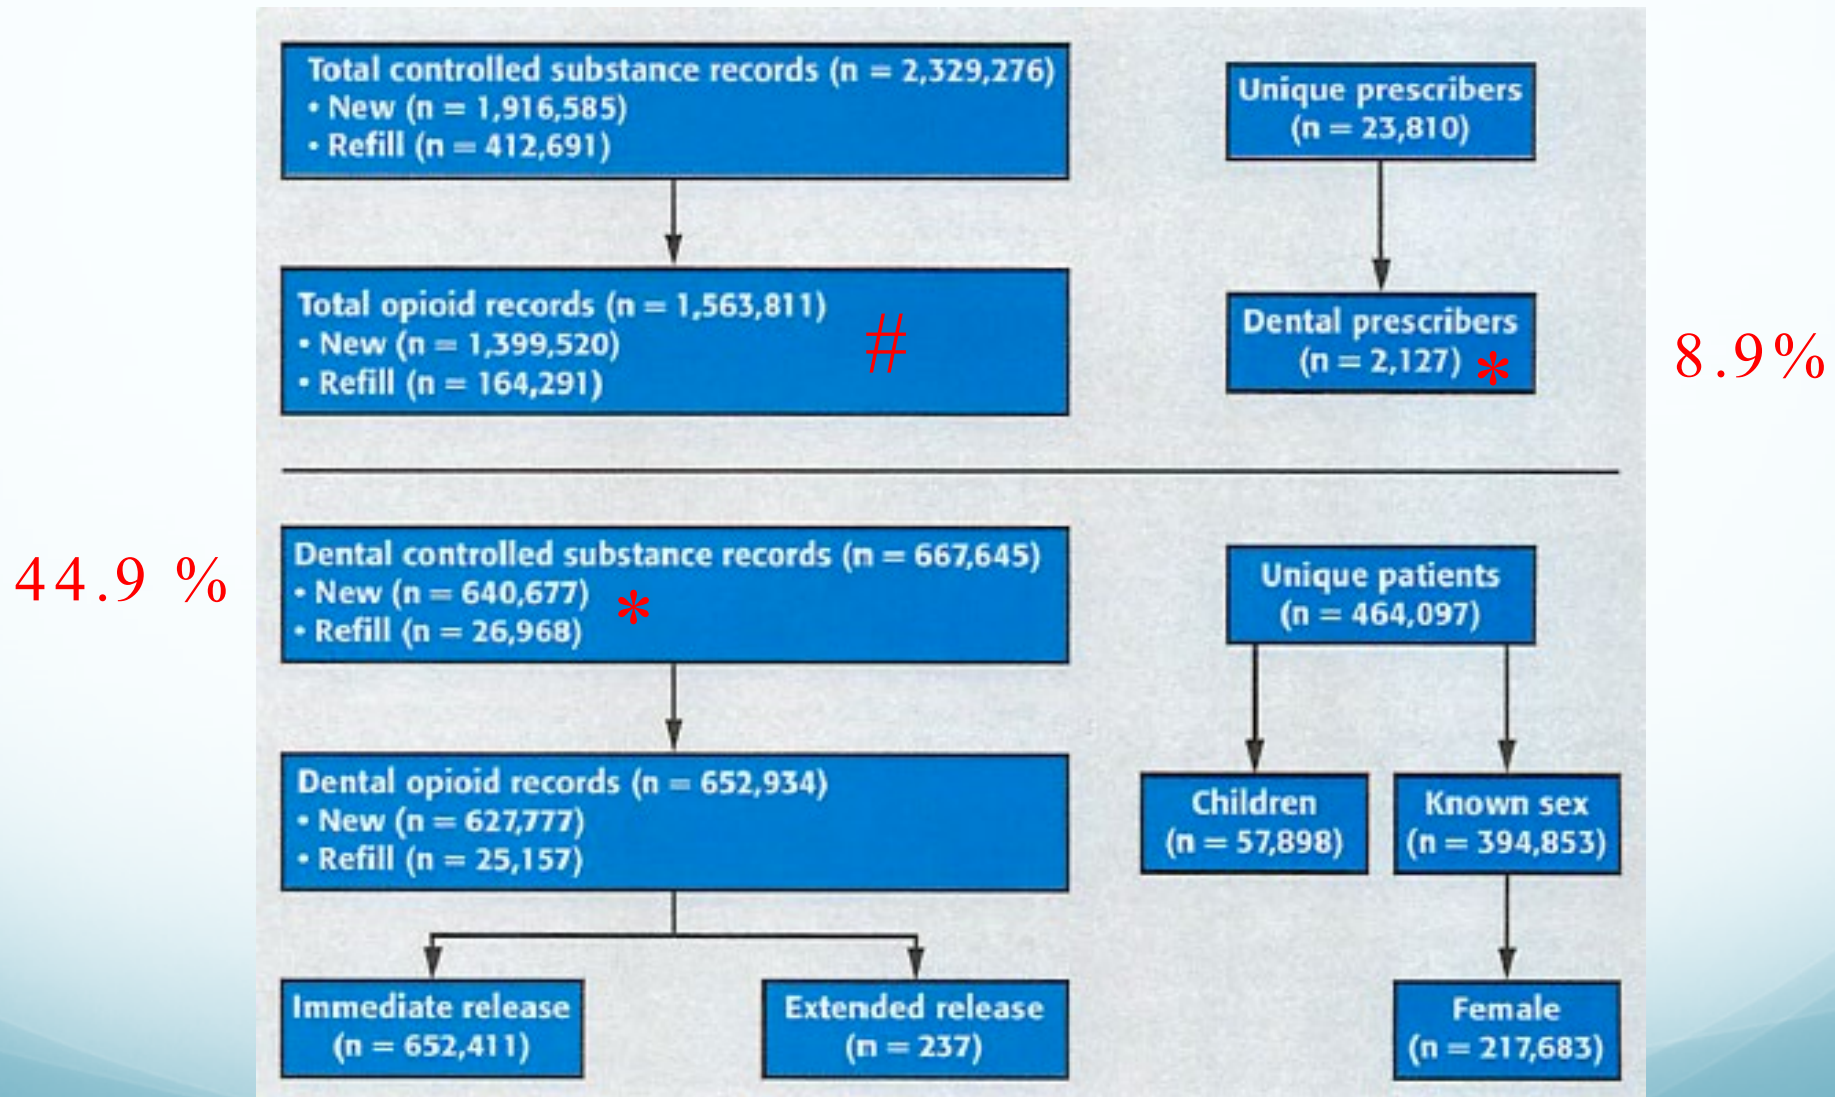 Total controlled substance records (n = 2,329,276)
• New (n = 1,916,585)
• Refill (n = 412,691)
Unique prescribers
(n = 23,810)
Total opioid records (n = 1,563,811)
• New (n = 1,399,520)
• Refill (n = 164,291)
#
Dental prescribers
(n = 2,127) *
8.9%
44.9 %
Dental controlled substance records (n = 667,645)
• New (n = 640,677)
• Refill (n = 26,968)
*
Unique patients
(n = 464,097)
Dental opioid records (n = 652,934)
• New (n = 627,777)
• Refill (n = 25,157)
Children
(n = 57,898)
Known sex
(n = 394,853)
Immediate release
(n = 652,411)
Extended release
(n = 237)
Female
(n = 217,683)